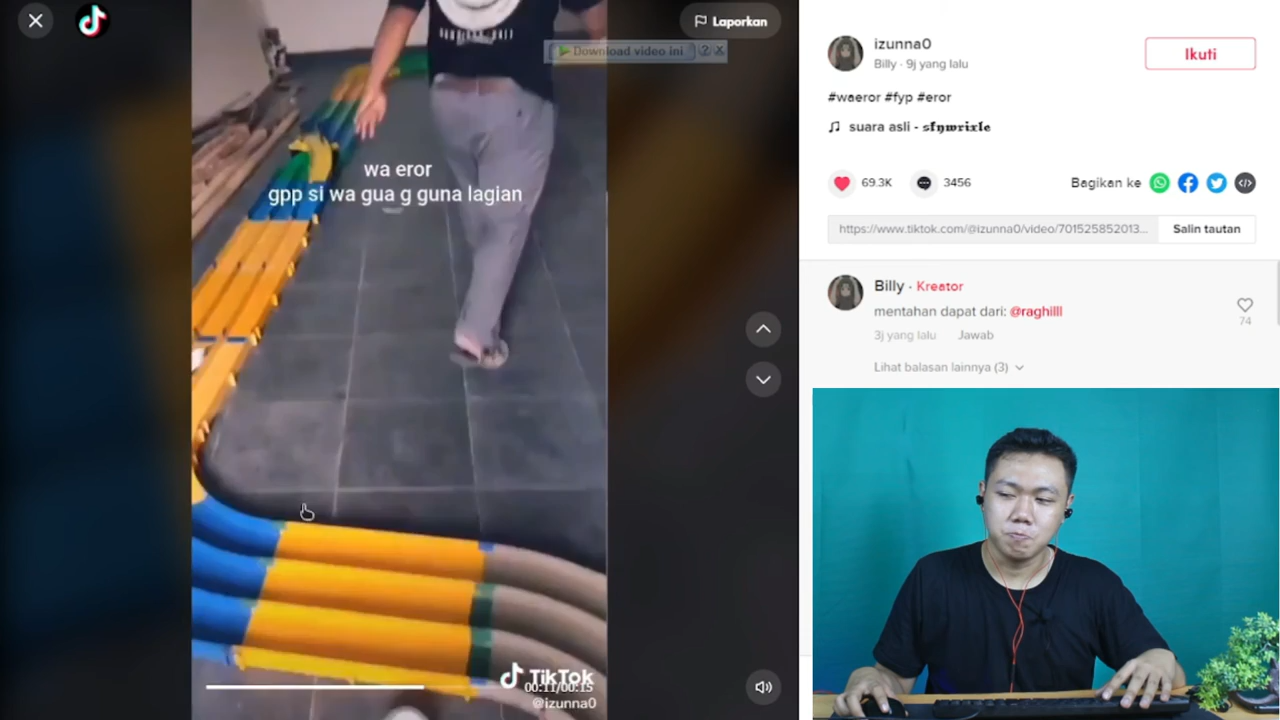 Laporkan
Download video ini
wa eror
gpp si wa gua g guna lagian
TikTok
00:11/00:15
@izunna0
izunna0
Billy · 9j yang lalu
Ikuti
#waeror #fyp #eror
suara asli - 𝖘𝖐𝖞𝖜𝖗𝖎𝖝𝖑𝖊
69.3K
3456
Bagikan ke
https://www.tiktok.com/@izunna0/video/701525852013...
Salin tautan
Billy · Kreator
mentahan dapat dari: @raghilll
74
3j yang lalu Jawab
Lihat balasan lainnya (3)